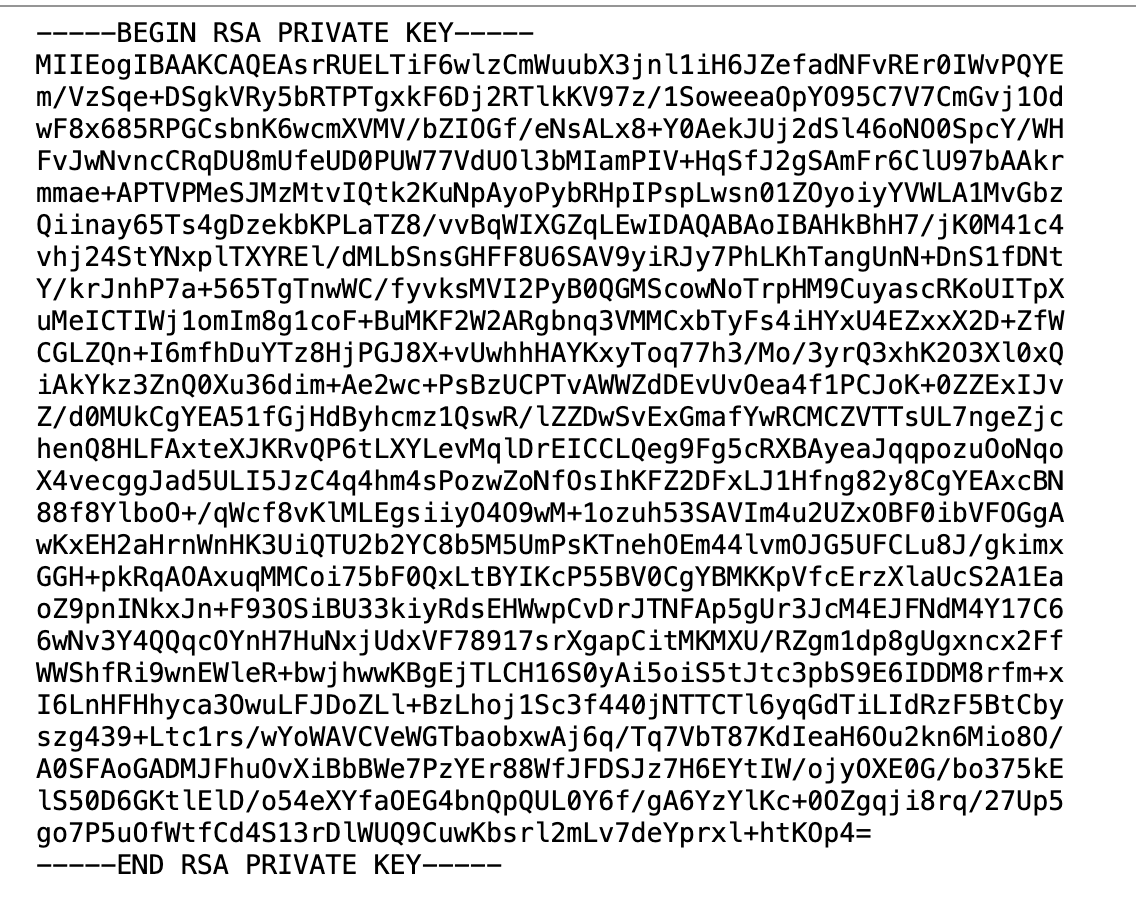 -----BEGIN RSA PRIVATE KEY-----
MIIEogIBAAKCAQEAsrRUELTiF6wlzCmWuubX3jnl1iH6JZefadNFvREr0IWvPQYE
m/VzSqe+DSgkVRy5bRTPTgxkF6Dj2RTlkKV97z/1SoweeaOpYO95C7V7CmGvj1Od
wF8x685RPGCsbnK6wcmXVMV/bZIOGf/eNsALx8+Y0AekJUj2dSl46oNO0SpcY/WH
FvJwNvncCRqDU8mUfeUD0PUW77VdUOl3bMIamPIV+HqSfJ2gSAmFr6ClU97bAAkr
mmae+APTVPMeSJMzMtvIQtk2KuNpAyoPybRHpIPspLwsn01ZOyoiyYVWLA1MvGbz
Qiinay65Ts4gDzekbKPLaTZ8/vvBqWIXGZqLEwIDAQABAoIBAHkBhH7/jK0M41c4
vhj24StYNxplTXYREl/dMLbSnsGHFF8U6SAV9yiRJy7PhLKhTangUnN+DnS1fDNt
Y/krJnhP7a+565TgTnwWC/fyvksMVI2PyB0QGMScowNoTrpHM9CuyascRKoUITpX
uMeICTIWj1omIm8g1coF+BuMKF2W2ARgbnq3VMMCxbTyFs4iHYxU4EZxxX2D+ZfW
CGLZQn+I6mfhDuYTz8HjPGJ8X+vUwhhHAYKxyToq77h3/Mo/3yrQ3xhK2O3Xl0xQ
iAkYkz3ZnQ0Xu36dim+Ae2wc+PsBzUCPTvAWWZdDEvUvOea4f1PCJoK+0ZZExIJv
Z/d0MUkCgYEA51fGjHdByhcmz1QswR/lZZDwSvExGmafYwRCMCZVTTsUL7ngeZjc
henQ8HLFAxteXJKRvQP6tLXYLevMqlDrEICCLQeg9Fg5cRXBAyeaJqqpozuOoNqo
X4vecggJad5ULI5JzC4q4hm4sPozwZoNfOsIhKFZ2DFxLJ1Hfng82y8CgYEAxcBN
88f8YlboO+/qWcf8vKlMLEgsiiyO4O9wM+1ozuh53SAVIm4u2UZxOBF0ibVFOGgA
wKxEH2aHrnWnHK3UiQTU2b2YC8b5M5UmPsKTnehOEm44lvmOJG5UFCLu8J/gkimx
GGH+pkRqAOAxuqMMCoi75bF0QxLtBYIKcP55BV0CgYBMKKpVfcErzXlaUcS2A1Ea
oZ9pnINkxJn+F93OSiBU33kiyRdsEHWwpCvDrJTNFAp5gUr3JcM4EJFNdM4Y17C6
6wNv3Y4QQqcOYnH7HuNxjUdxVF78917srXgapCitMKMXU/RZgm1dp8gUgxncx2Ff
WWShfRi9wnEWleR+bwjhwwKBgEjTLCH16S0yAi5oiS5tJtc3pbS9E6IDDM8rfm+x
I6LnHFHhyca3OwuLFJDoZLl+BzLhoj1Sc3f440jNTTCTl6yqGdTiLIdRzF5BtCby
szg439+Ltc1rs/wYoWAVCVeWGTbaobxwAj6q/Tq7VbT87KdIeaH6Ou2kn6Mio8O/
A0SFAoGADMJFhuOvXiBbBWe7PzYEr88WfJFDSJz7H6EYtIW/ojyOXE0G/bo375kE
lS50D6GKtlElD/o54eXYfaOEG4bnQpQUL0Y6f/gA6YzYlKc+0OZgqji8rq/27Up5
go7P5uOfWtfCd4S13rDlWUQ9CuwKbsrl2mLv7deYprxl+htKOp4=
-----END RSA PRIVATE KEY-----